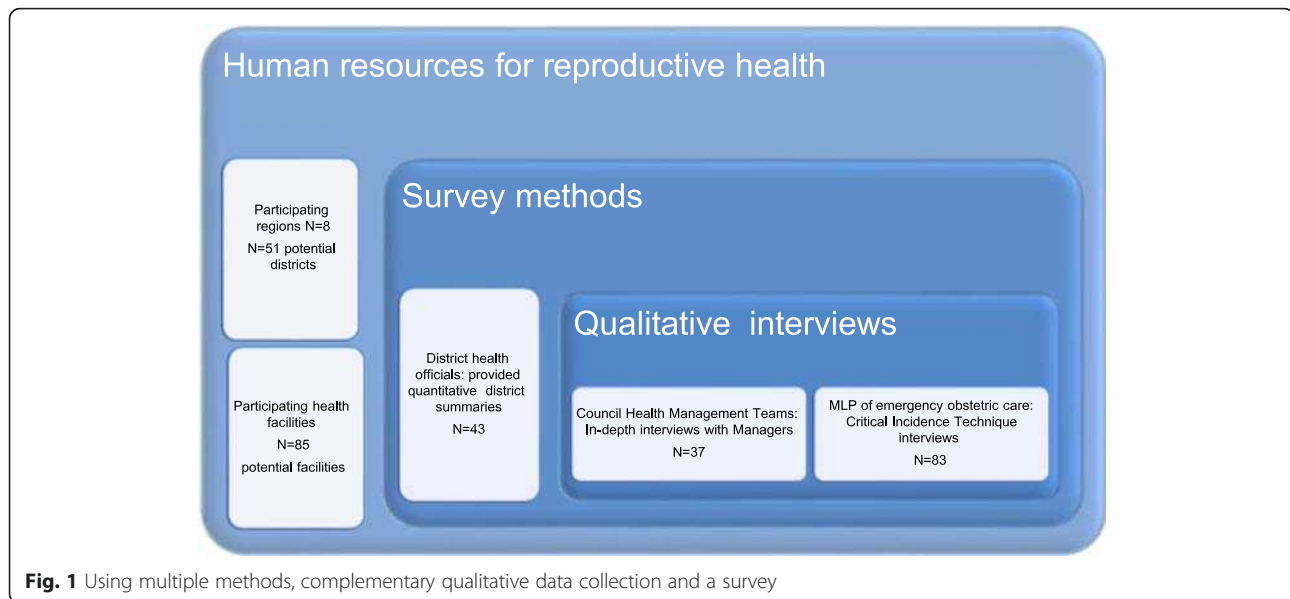 Human resources for reproductive health
Participating
regions N=8
N=51 potential
districts
Participating health
facilities
N=85
potential facilities
Survey methods
District health
officials: provided
quantitative district
summaries
N=43
Qualitative interviews
Council Health Management Teams:
In-depth interviews with Managers
N=37
MLP of emergency obstetric care:
Critical Incidence Technique
interviews
N=83
Fig. 1 Using multiple methods, complementary qualitative data collection and a survey